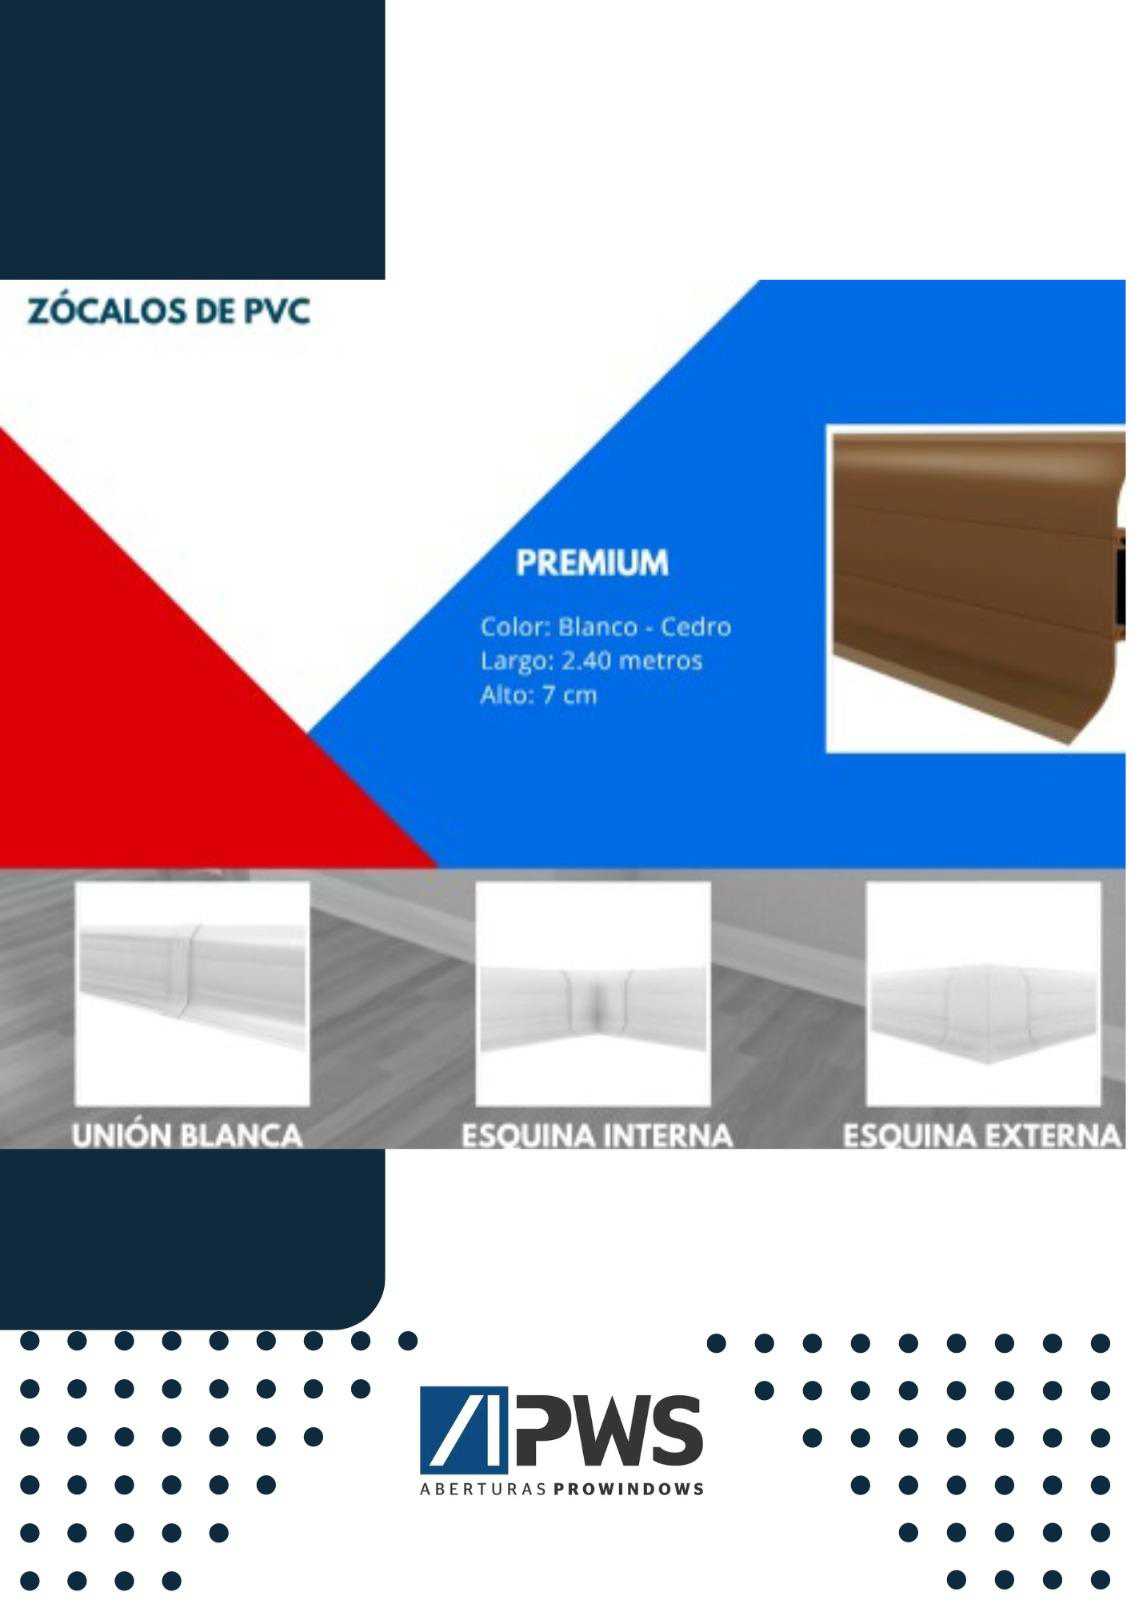 ZÓCALOS DE PVC
PREMIUM
Color: Blanco - Cedro
Largo: 2.40 metros
Alto: 7 cm
UNIÓN BLANCA
ESQUINA INTERNA
ESQUINA EXTERNA
PWS
ABERTURAS PROWINDOWS